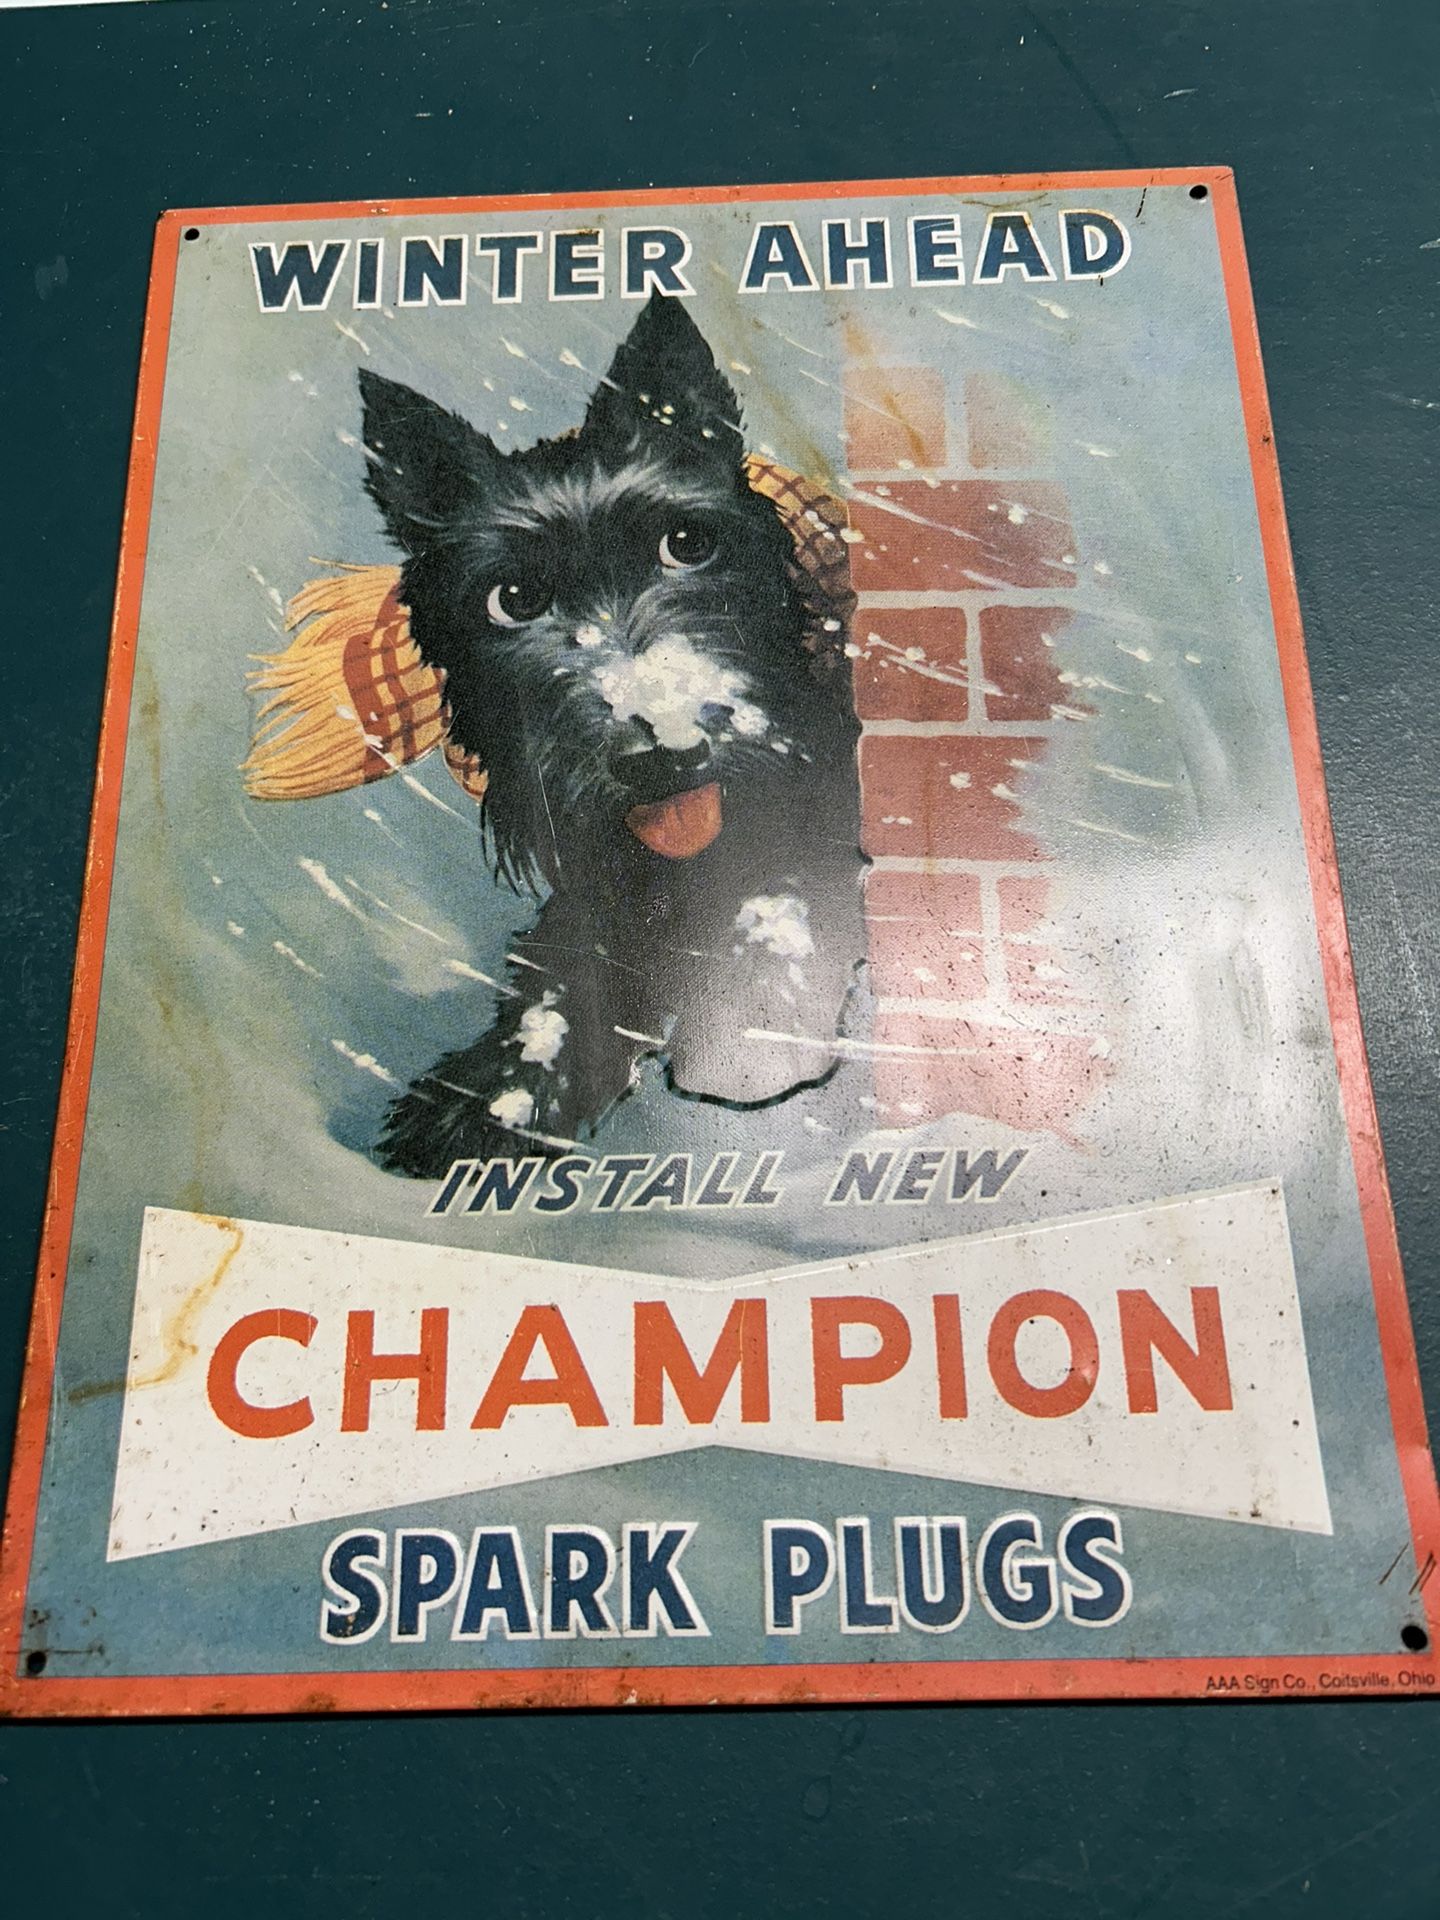 WINTER AHEAD
INSTALL NEW
CHAMPION
SPARK PLUGS
AAA Sign Co., Coitsville, Ohio